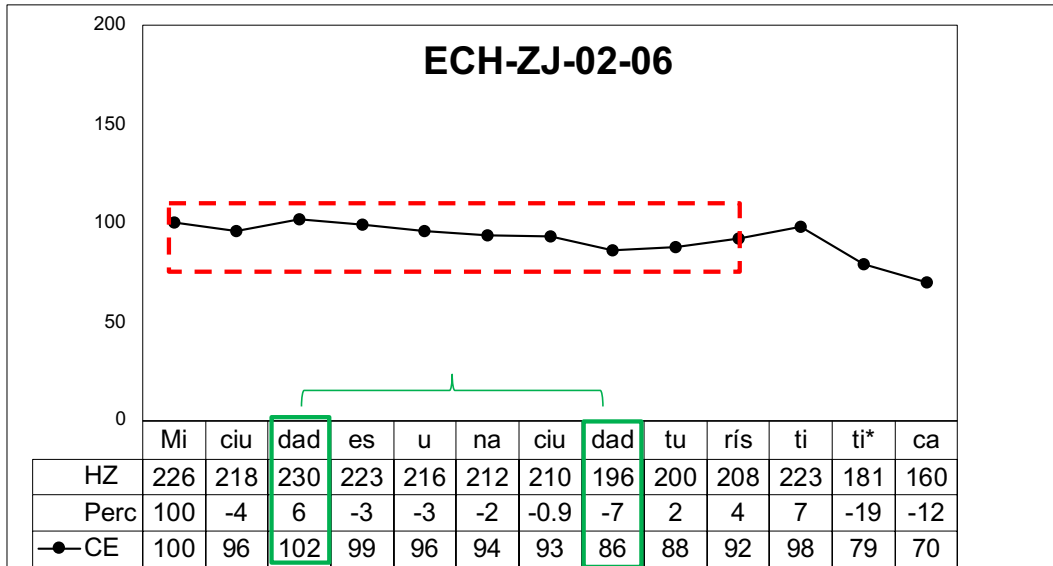 200
ECH-ZJ-02-06
150
100
50
0
Mi ciu dad es u na ciu dad tu rís ti ti* ca
HZ 226 218 230 223 216 212 210 196 200 208 223 181 160
Perc 100 -4 6 -3 -3 -2 -0.9 -7 2 4 7 -19 -12
CE 100 96 102 99 96 94 93 86 88 92 98 79 70